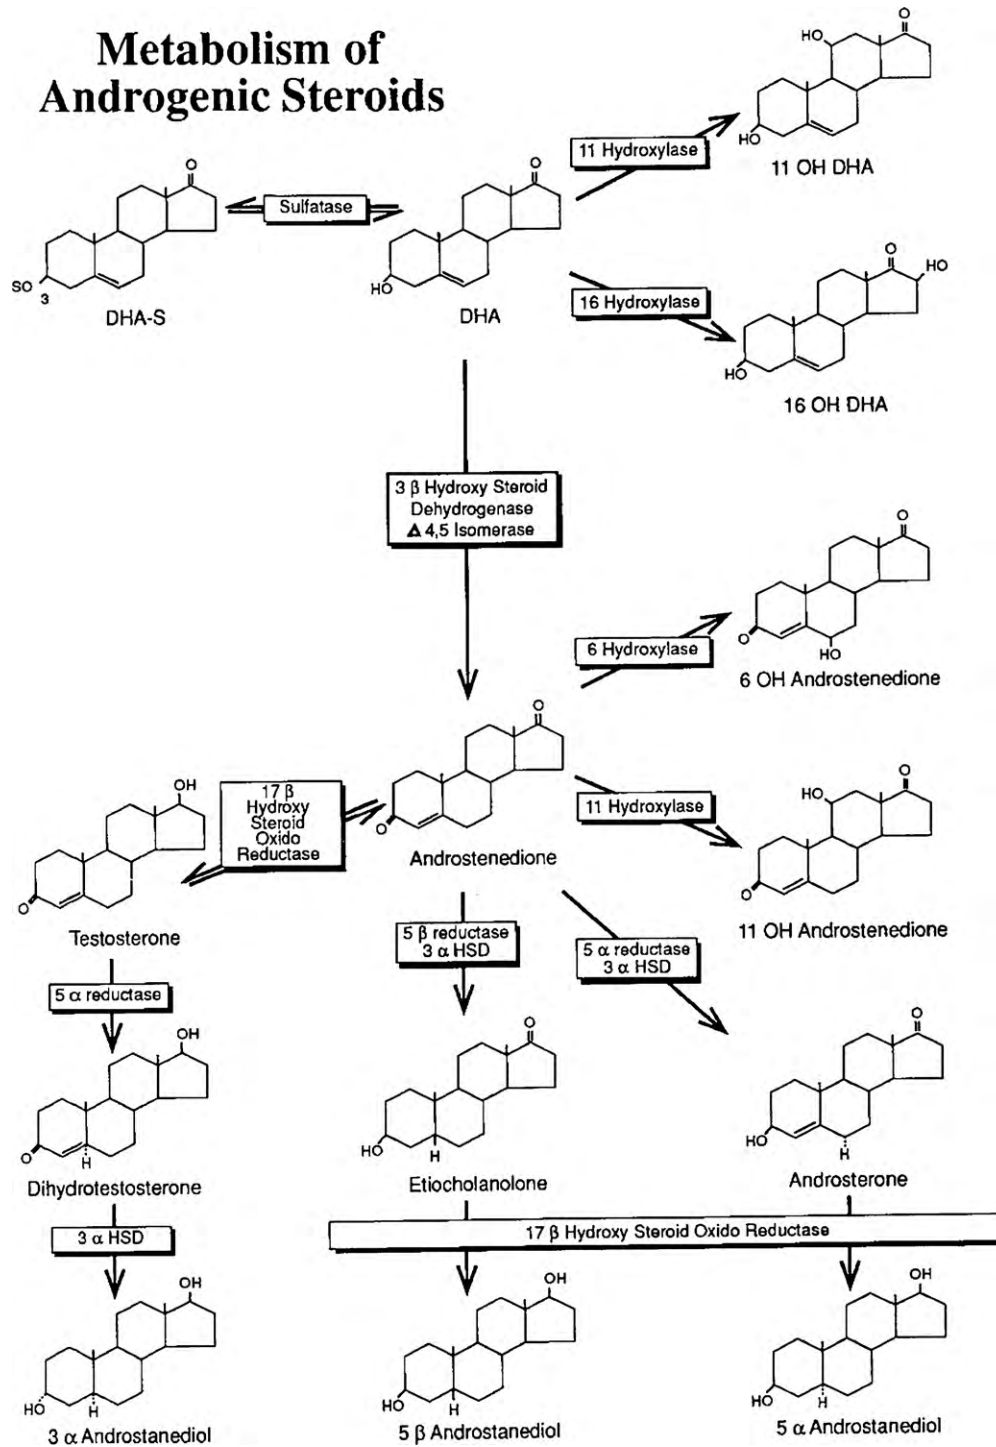 Metabolism of
Androgenic Steroids
O
HO
HO
11 OH DHA
11 Hydroxylase
O
SO
3
DHA-S
Sulfatase
O
HO
DHA
16 Hydroxylase
O
HO
HO
16 OH DHA
3 β Hydroxy Steroid
Dehydrogenase
Δ 4,5 Isomerase
O
O
HO
6 OH Androstenedione
6 Hydroxylase
O
O
Androstenedione
17 β
Hydroxy
Steroid
Oxido
Reductase
OH
O
Testosterone
11 Hydroxylase
O
HO
O
11 OH Androstenedione
5 β reductase
3 α HSD
5 α reductase
3 α HSD
5 α reductase
OH
O
H
Dihydrotestosterone
O
HO
H
Etiocholanolone
O
HO
H
Androsterone
3 α HSD
17 β Hydroxy Steroid Oxido Reductase
OH
HO
H
3 α Androstanediol
OH
HO
H
5 β Androstanediol
OH
HO
H
5 α Androstanediol